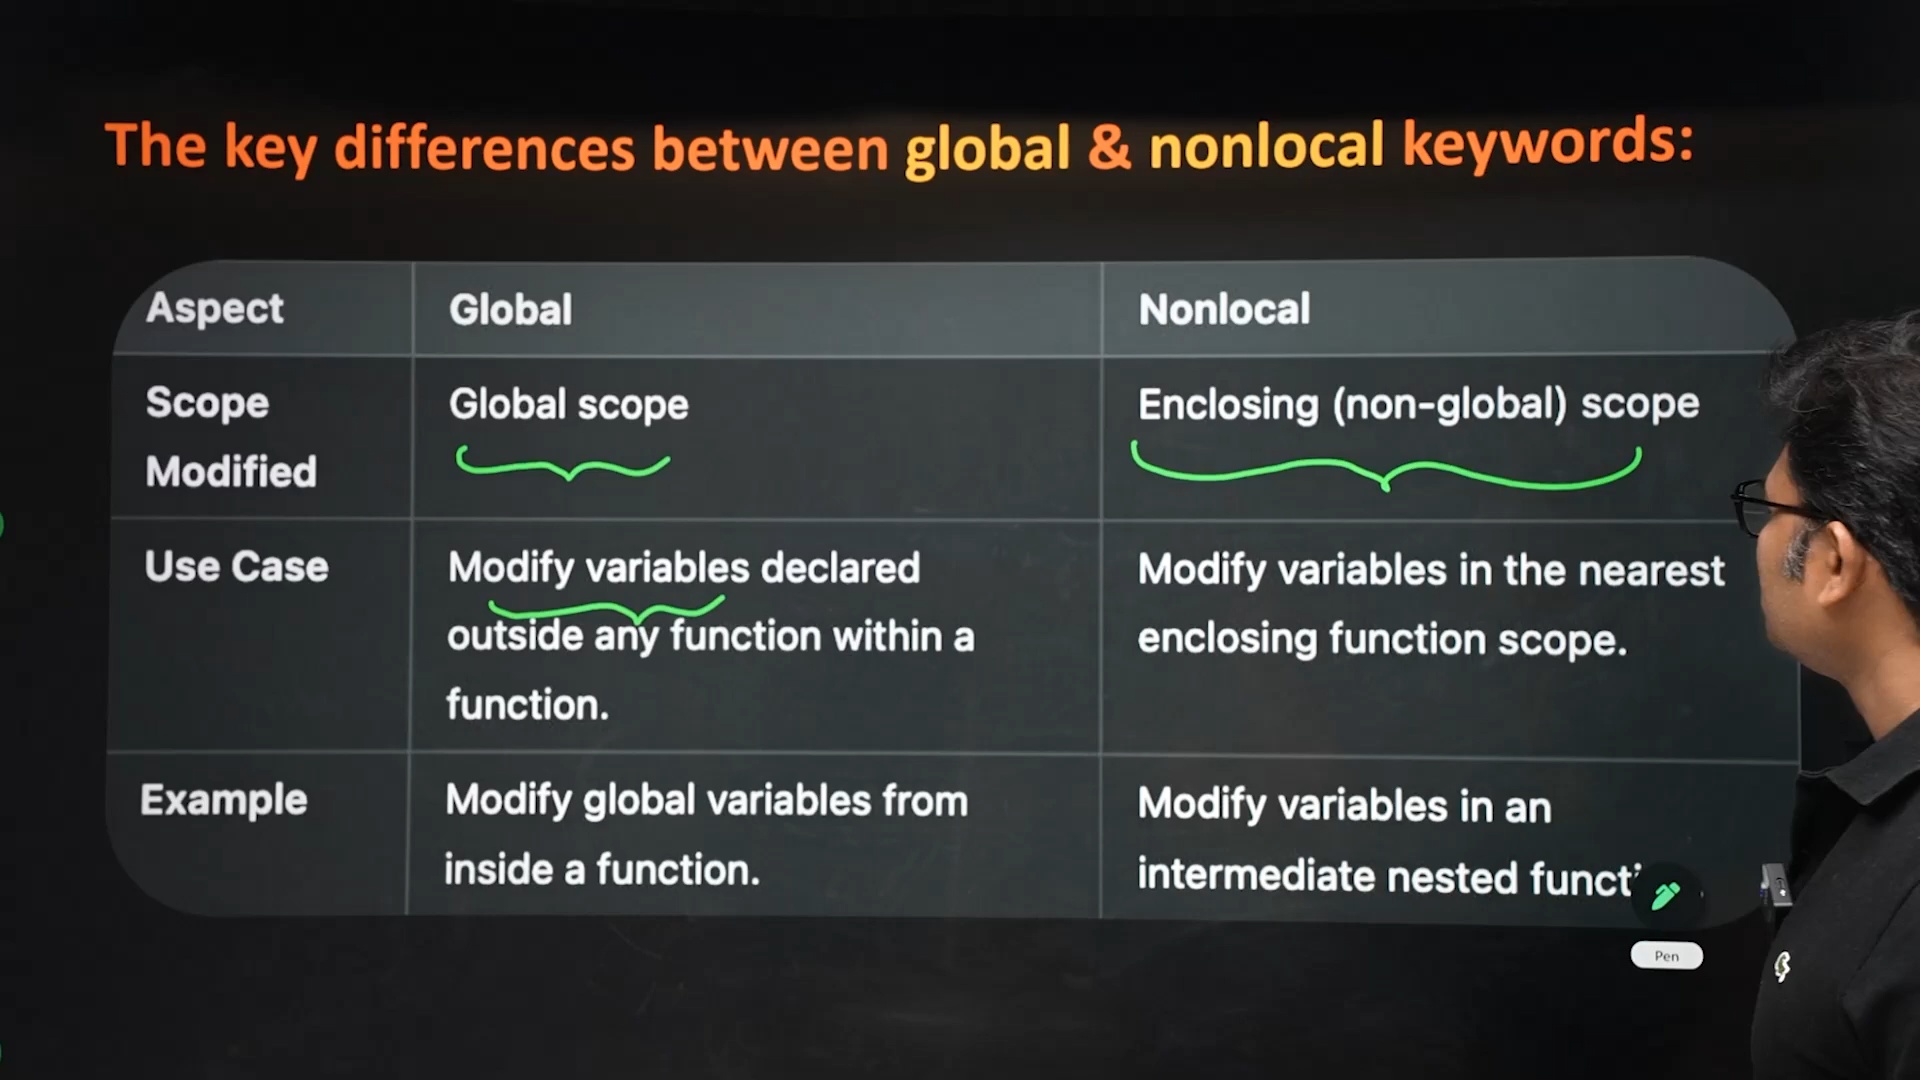 The key differences between global & nonlocal keywords:
Aspect
Global
Nonlocal
Scope
Modified
Global scope
Enclosing (non-global) scope
Use Case
Modify variables declared
outside any function within a
function.
Modify variables in the nearest
enclosing function scope.
Example
Modify global variables from
inside a function.
Modify variables in an
intermediate nested
Pen